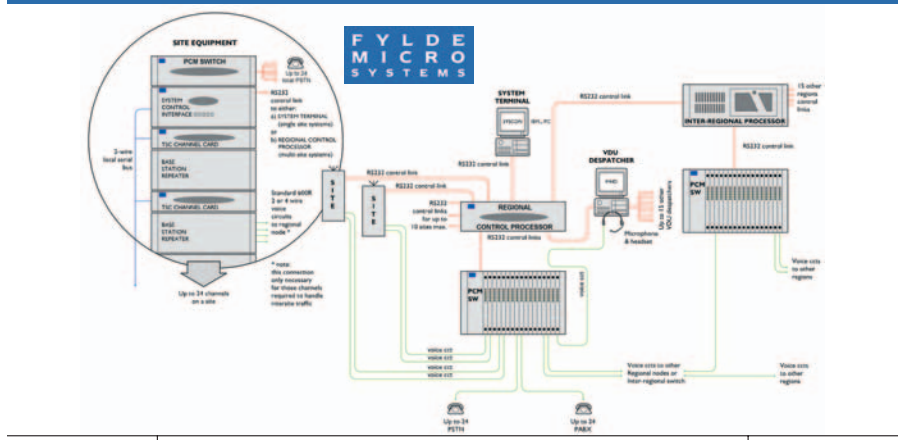 SITE EQUIPMENT
PCM SWITCH
Up to 24
local PSTN
SYSTEM
CONTROL
INTERFACE
RS232
control link
to either:
a) SYSTEM TERMINAL
(single site systems)
or
b) REGIONAL CONTROL
PROCESSOR
(multi-site systems)
2-wire
local serial
bus
TSC CHANNEL CARD
BASE
STATION
REPEATER
TSC CHANNEL CARD
BASE
STATION
REPEATER
Standard 600R
2 or 4 wire
voice
circuits
to regional
node *
* note:
this connection
only necessary
for those channels
required to handle
intersite traffic
Up to 24 channels
on a site
FYLDE
MICRO
SYSTEMS
SITE
SITE
RS232 control link
RS232 control link
RS232
control links
for up to
10 sites max.
SYSTEM
TERMINAL
SYSCON
IBM, PC
RS232 control link
RS232 control link
VDU
DESPATCHER
Microphone
& headset
Up to 15 other
VDU despatchers
REGIONAL
CONTROL PROCESSOR
RS232 control links
PCM
SW
voice cct
voice cct
voice cct
voice cct
voice cct
Up to 24
PSTN
Up to 24
PABX
15 other
regions
control
links
INTER-REGIONAL PROCESSOR
RS232 control link
PCM
SW
Voice ccts
to other
regions
Voice ccts to other
Regional nodes or
Inter-regional switch
Voice ccts
to other
regions